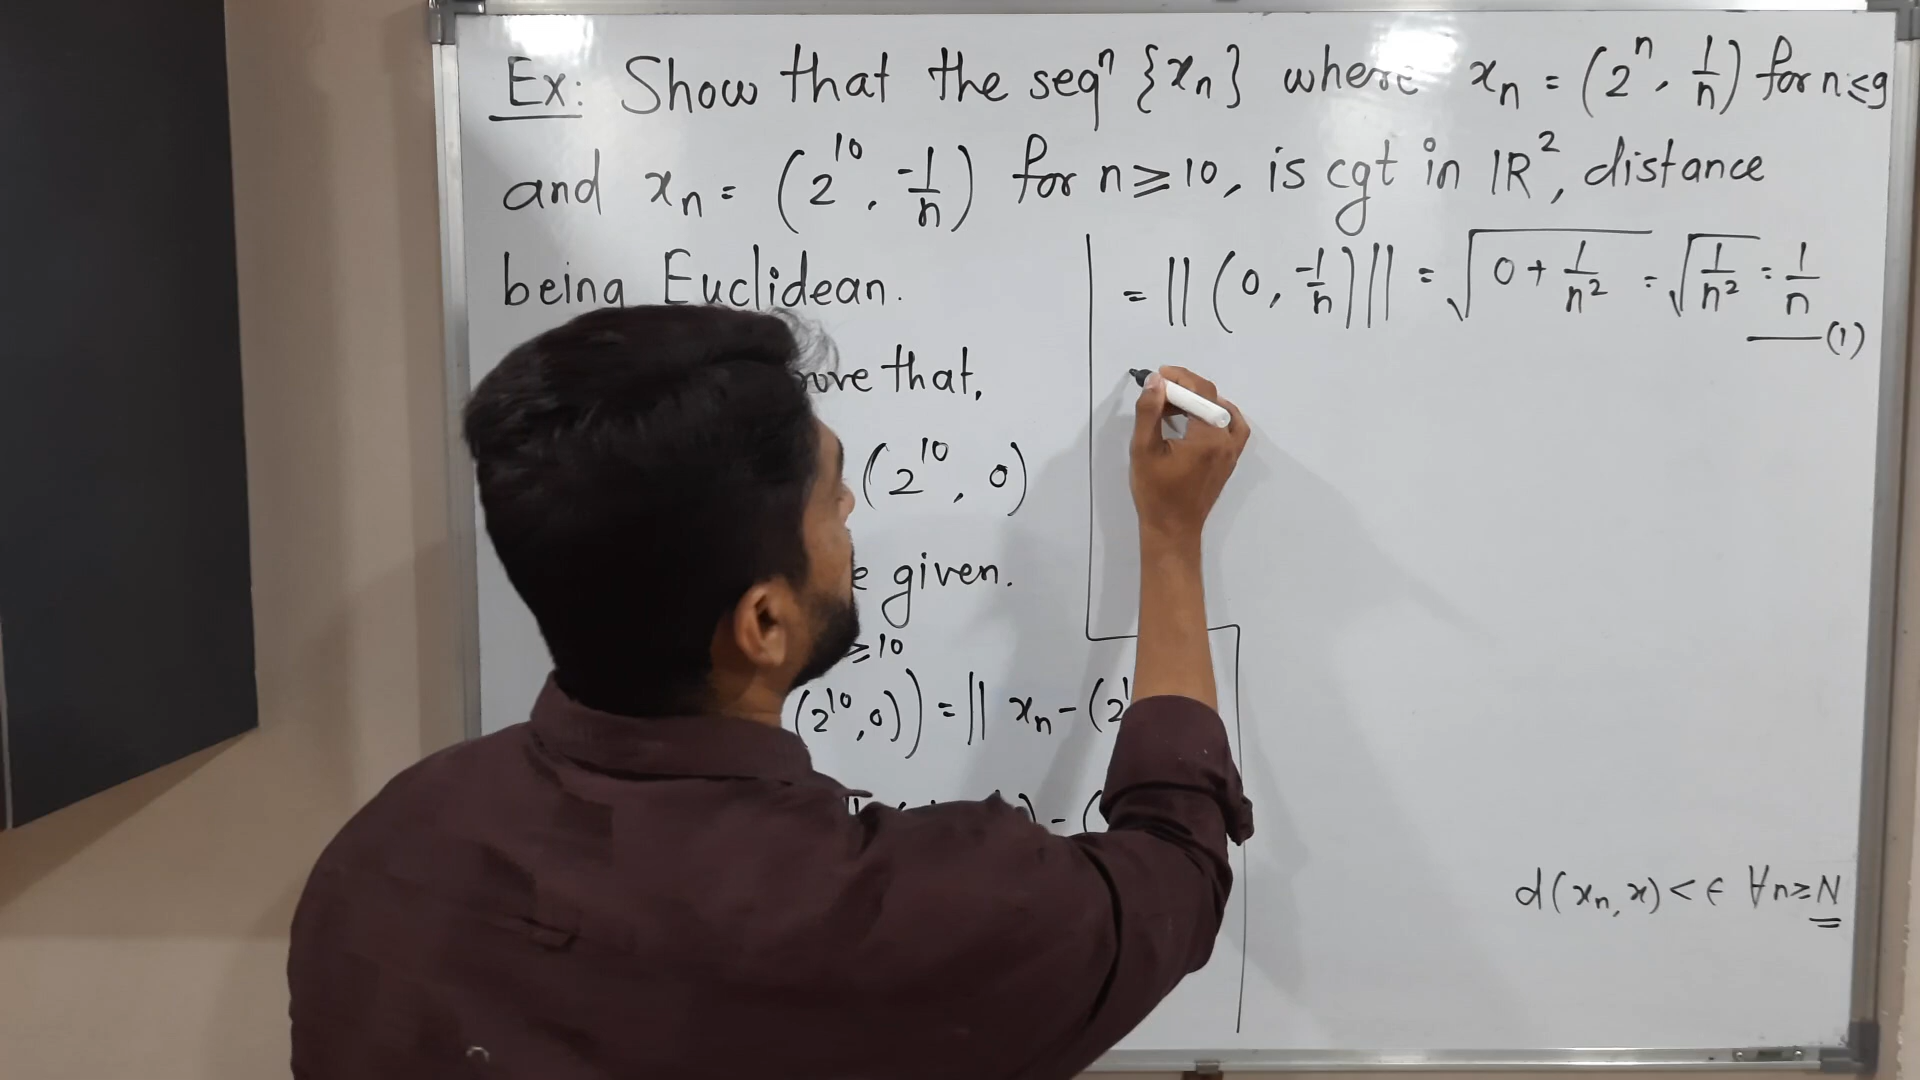 Ex: Show that the seqⁿ {xₙ} where xₙ = (2ⁿ, 1/n) for n≤9
and xₙ = (2¹⁰, -1/n) for n≥10, is cgt in ℝ², distance
being Euclidean.
that,
(2¹⁰, 0)
given.
≥10
(2¹⁰,0)) = || xₙ - (2
) - (
= ||(0, -1/n)|| = √(0 + 1/n²) = √(1/n²) = 1/n
—(1)
d(xₙ, x) < ϵ ∀n≥N